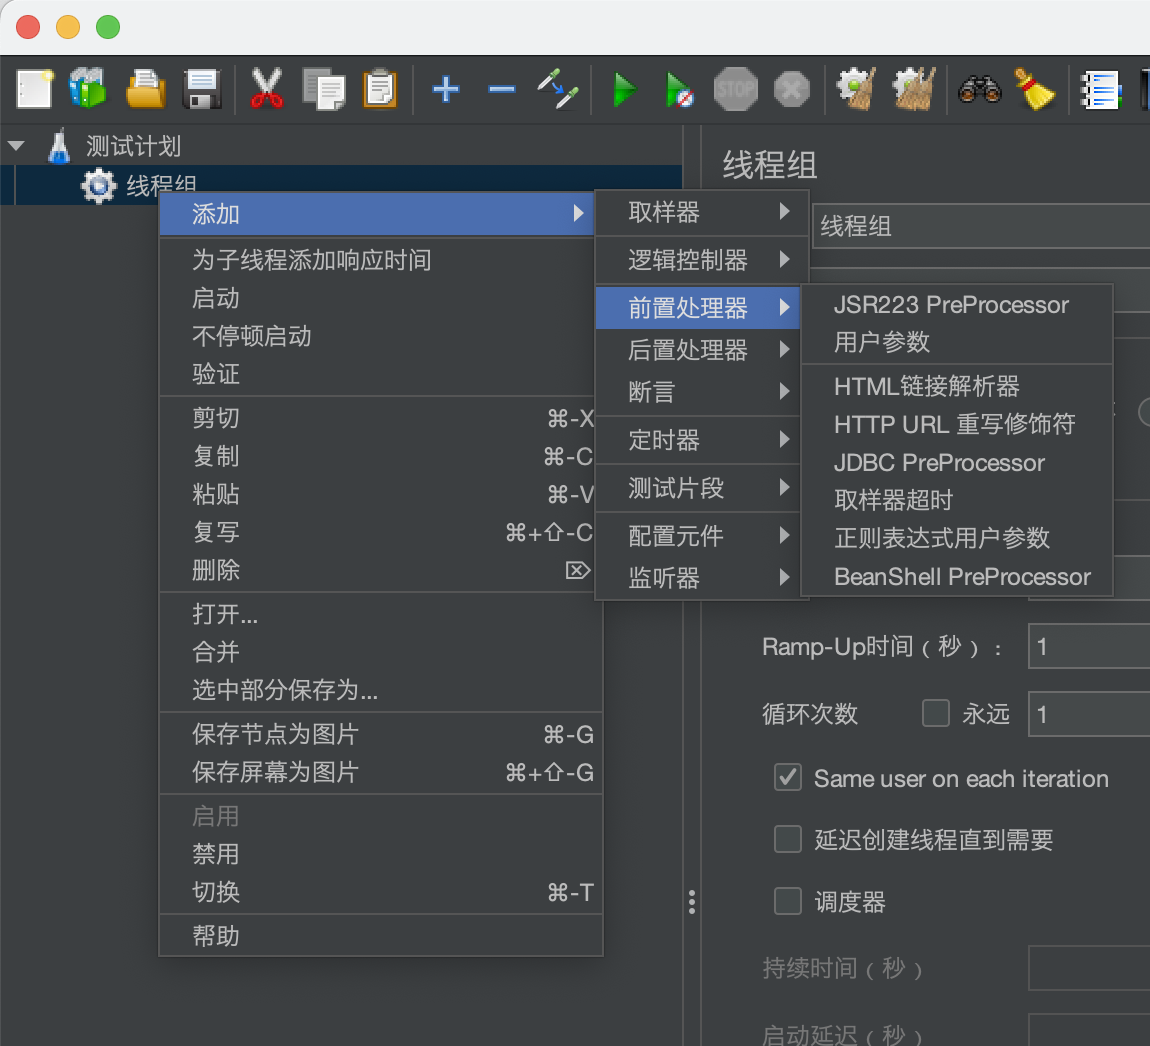 STOP
测试计划
线程组
线程组
线程组
添加
为子线程添加响应时间
启动
不停顿启动
验证
剪切 ⌘-X
复制 ⌘-C
粘贴 ⌘-V
复写 ⌘+⇧-C
删除 ⌦
打开...
合并
选中部分保存为...
保存节点为图片 ⌘-G
保存屏幕为图片 ⌘+⇧-G
启用
禁用
切换 ⌘-T
帮助
取样器
逻辑控制器
前置处理器
后置处理器
断言
定时器
测试片段
配置元件
监听器
JSR223 PreProcessor
用户参数
HTML链接解析器
HTTP URL 重写修饰符
JDBC PreProcessor
取样器超时
正则表达式用户参数
BeanShell PreProcessor
Ramp-Up时间（秒）： 1
循环次数 永远 1
Same user on each iteration
延迟创建线程直到需要
调度器
持续时间（秒）
启动延迟（秒）